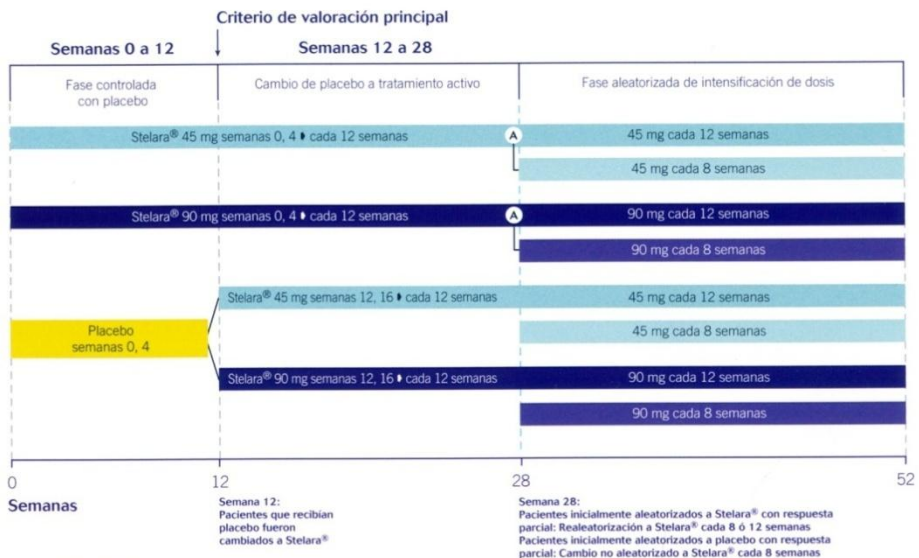 Criterio de valoración principal
Semanas 0 a 12
Semanas 12 a 28
Fase controlada
con placebo
Cambio de placebo a tratamiento activo
Fase aleatorizada de intensificación de dosis
Stelara® 45 mg semanas 0, 4 cada 12 semanas
A
45 mg cada 12 semanas
45 mg cada 8 semanas
Stelara® 90 mg semanas 0, 4 cada 12 semanas
A
90 mg cada 12 semanas
90 mg cada 8 semanas
Stelara® 45 mg semanas 12, 16 cada 12 semanas
45 mg cada 12 semanas
Placebo
semanas 0, 4
45 mg cada 8 semanas
Stelara® 90 mg semanas 12, 16 cada 12 semanas
90 mg cada 12 semanas
90 mg cada 8 semanas
0
12
28
52
Semanas
Semana 12:
Pacientes que recibían
placebo fueron
cambiados a Stelara®
Semana 28:
Pacientes inicialmente aleatorizados a Stelara® con respuesta
parcial: Realeatorización a Stelara® cada 8 ó 12 semanas
Pacientes inicialmente aleatorizados a placebo con respuesta
parcial: Cambio no aleatorizado a Stelara® cada 8 semanas